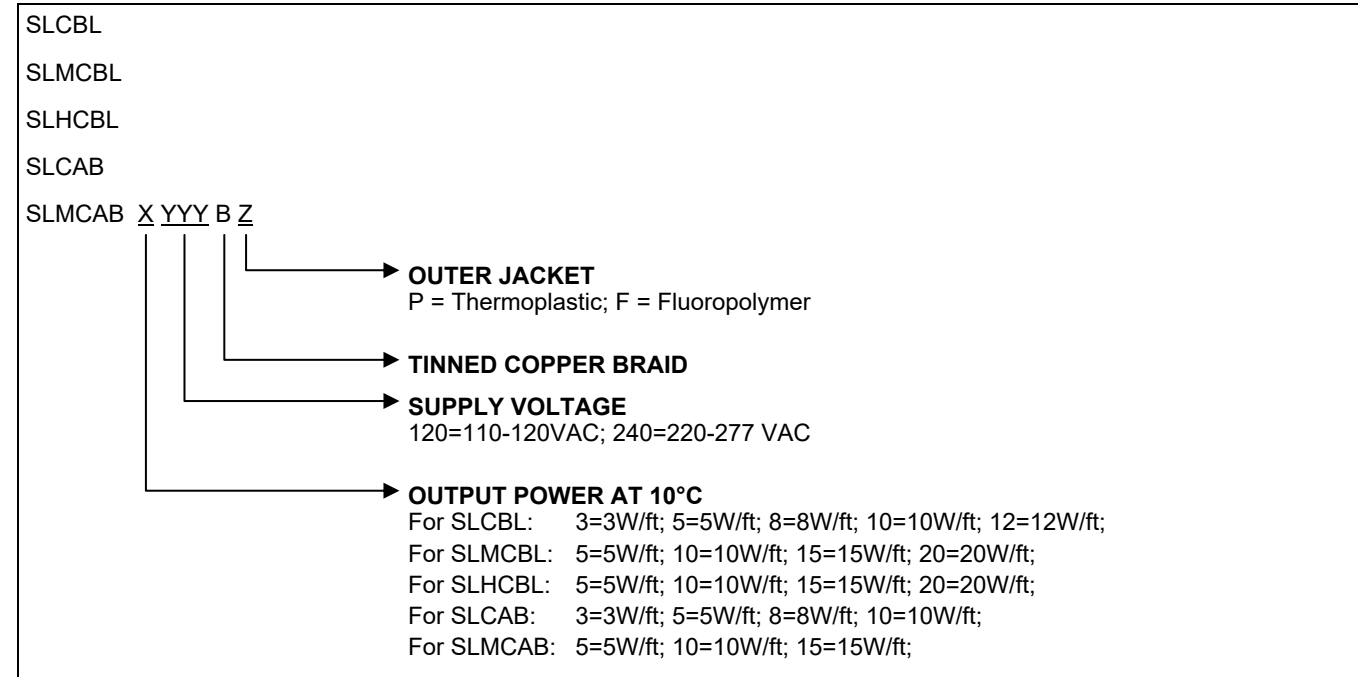 SLCBL
SLMCBL
SLHCBL
SLCAB
SLMCAB X YYY B Z
OUTER JACKET
P = Thermoplastic; F = Fluoropolymer
TINNED COPPER BRAID
SUPPLY VOLTAGE
120=110-120VAC; 240=220-277 VAC
OUTPUT POWER AT 10°C
For SLCBL: 3=3W/ft; 5=5W/ft; 8=8W/ft; 10=10W/ft; 12=12W/ft;
For SLMCBL: 5=5W/ft; 10=10W/ft; 15=15W/ft; 20=20W/ft;
For SLHCBL: 5=5W/ft; 10=10W/ft; 15=15W/ft; 20=20W/ft;
For SLCAB: 3=3W/ft; 5=5W/ft; 8=8W/ft; 10=10W/ft;
For SLMCAB: 5=5W/ft; 10=10W/ft; 15=15W/ft;